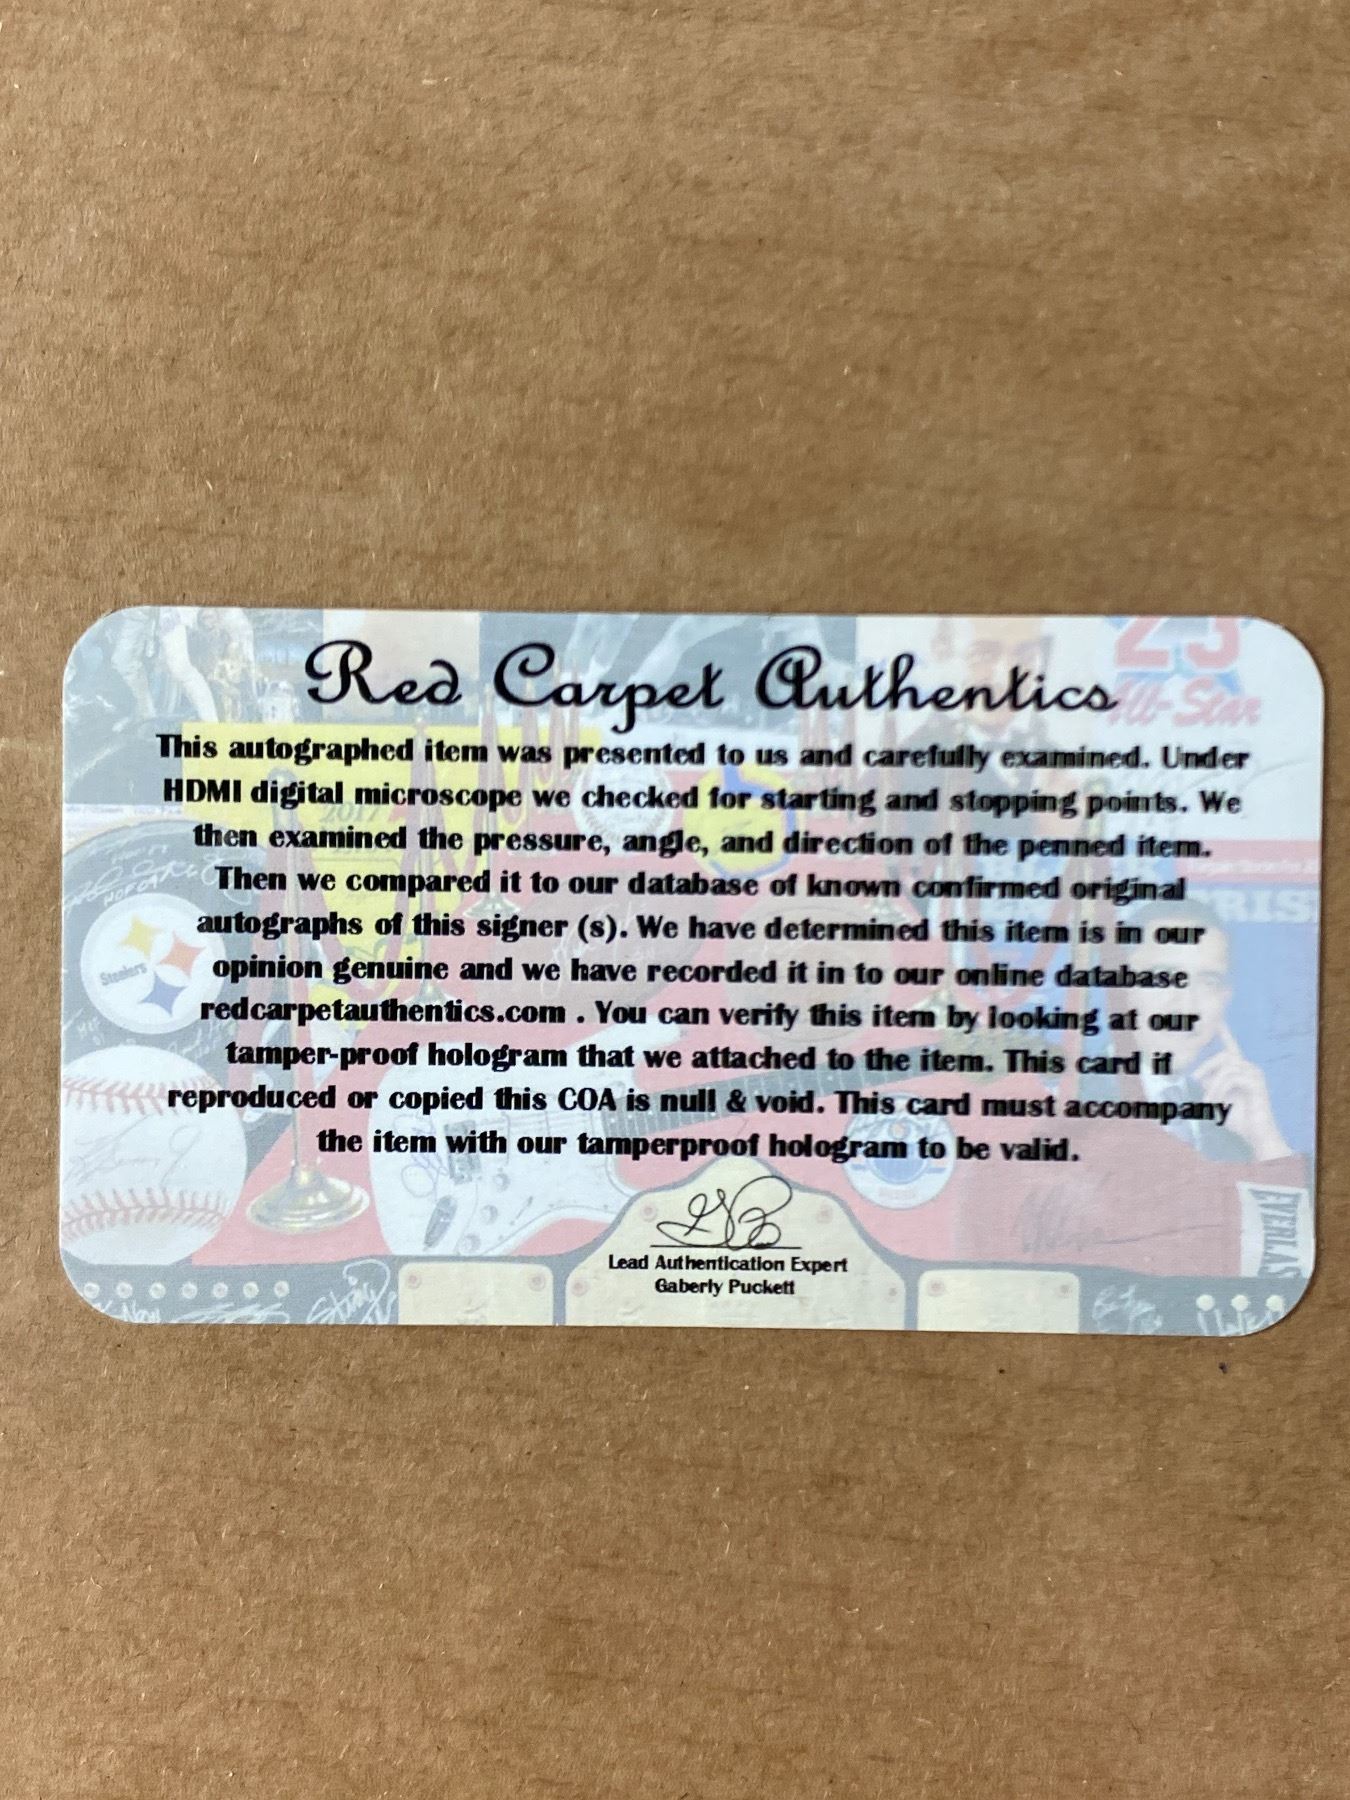 Red Carpet Authentics
This autographed item was presented to us and carefully examined. Under
HDMI digital microscope we checked for starting and stopping points. We
then examined the pressure, angle, and direction of the penned item.
Then we compared it to our database of known confirmed original
autographs of this signer (s). We have determined this item is in our
opinion genuine and we have recorded it in to our online database
redcarpetauthentics.com . You can verify this item by looking at our
tamper-proof hologram that we attached to the item. This card if
reproduced or copied this COA is null & void. This card must accompany
the item with our tamperproof hologram to be valid.
Lead Authentication Expert
Gaberly Puckett
23
All-Star
2017
Steelers
EVERLAS